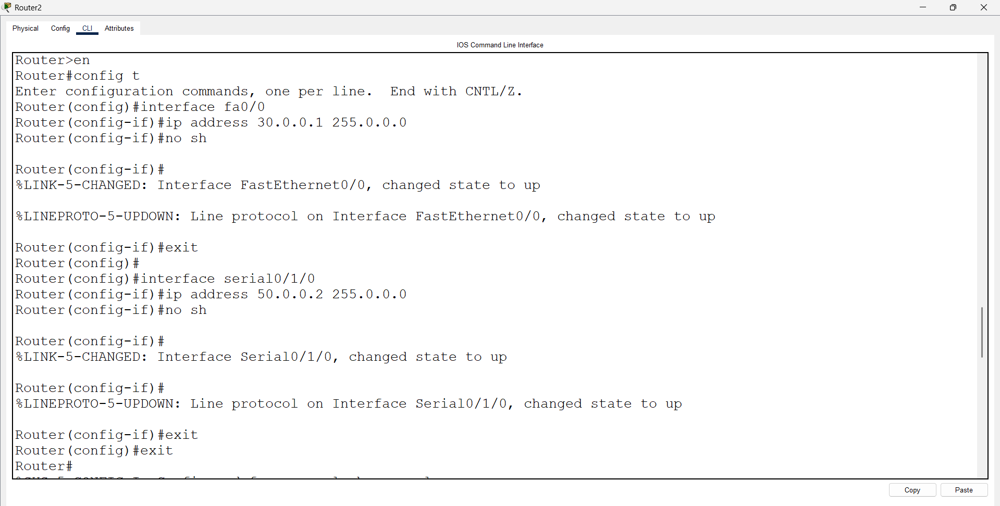 Router2
Physical Config CLI Attributes
IOS Command Line Interface
Router>en
Router#config t
Enter configuration commands, one per line.  End with CNTL/Z.
Router(config)#interface fa0/0
Router(config-if)#ip address 30.0.0.1 255.0.0.0
Router(config-if)#no sh
Router(config-if)#
%LINK-5-CHANGED: Interface FastEthernet0/0, changed state to up
%LINEPROTO-5-UPDOWN: Line protocol on Interface FastEthernet0/0, changed state to up
Router(config-if)#exit
Router(config)#
Router(config)#interface serial0/1/0
Router(config-if)#ip address 50.0.0.2 255.0.0.0
Router(config-if)#no sh
Router(config-if)#
%LINK-5-CHANGED: Interface Serial0/1/0, changed state to up
Router(config-if)#
%LINEPROTO-5-UPDOWN: Line protocol on Interface Serial0/1/0, changed state to up
Router(config-if)#exit
Router(config)#exit
Router#
Copy Paste